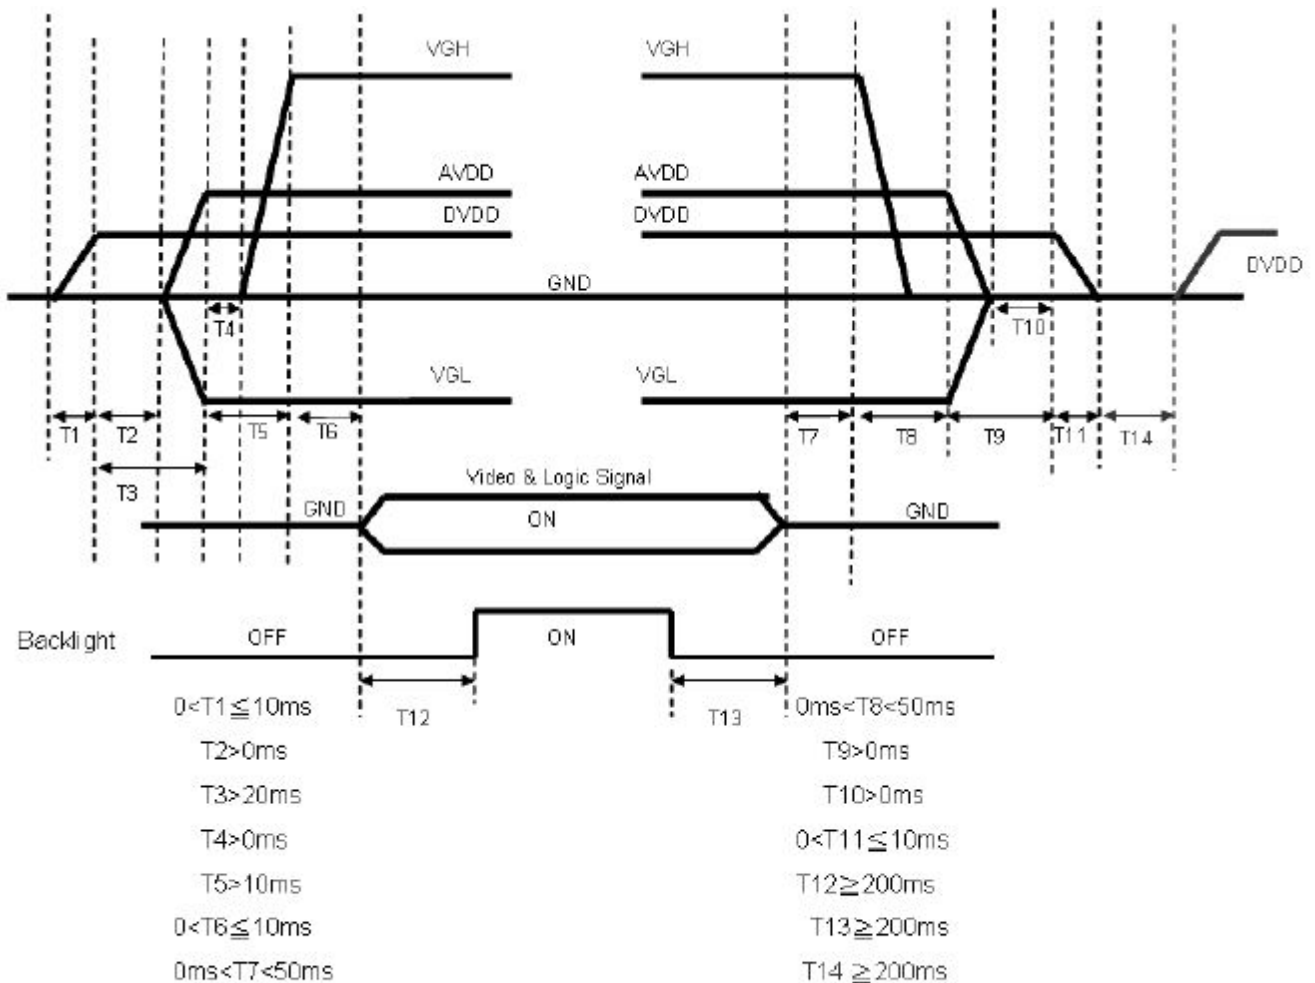 VGH VGH
AVDD AVDD
DVDD DVDD
DVDD
GND
T4 T10
VGL VGL
T1 T2 T5 T6 T7 T8 T9 T11 T14
T3
Video & Logic Signal
GND ON GND
Backlight OFF ON OFF
T12 T13
0<T1≦10ms
T2>0ms
T3>20ms
T4>0ms
T5>10ms
0<T6≦10ms
0ms<T7<50ms
0ms<T8<50ms
T9>0ms
T10>0ms
0<T11≦10ms
T12≧200ms
T13≧200ms
T14 ≧200ms